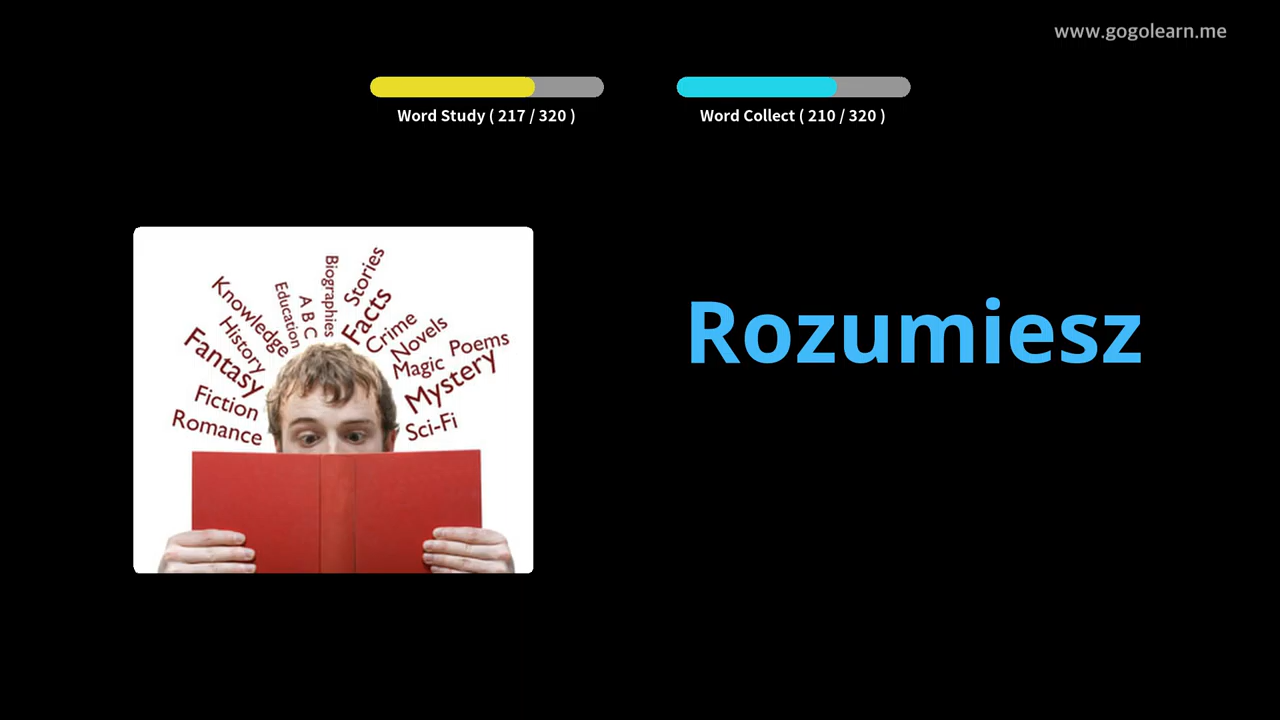 www.gogolearn.me
Word Study ( 217 / 320 )
Word Collect ( 210 / 320 )
Rozumiesz
Knowledge
History
Fantasy
Fiction
Romance
Education
A B C
Biographies
Stories
Facts
Crime
Novels
Magic
Poems
Mystery
Sci-Fi